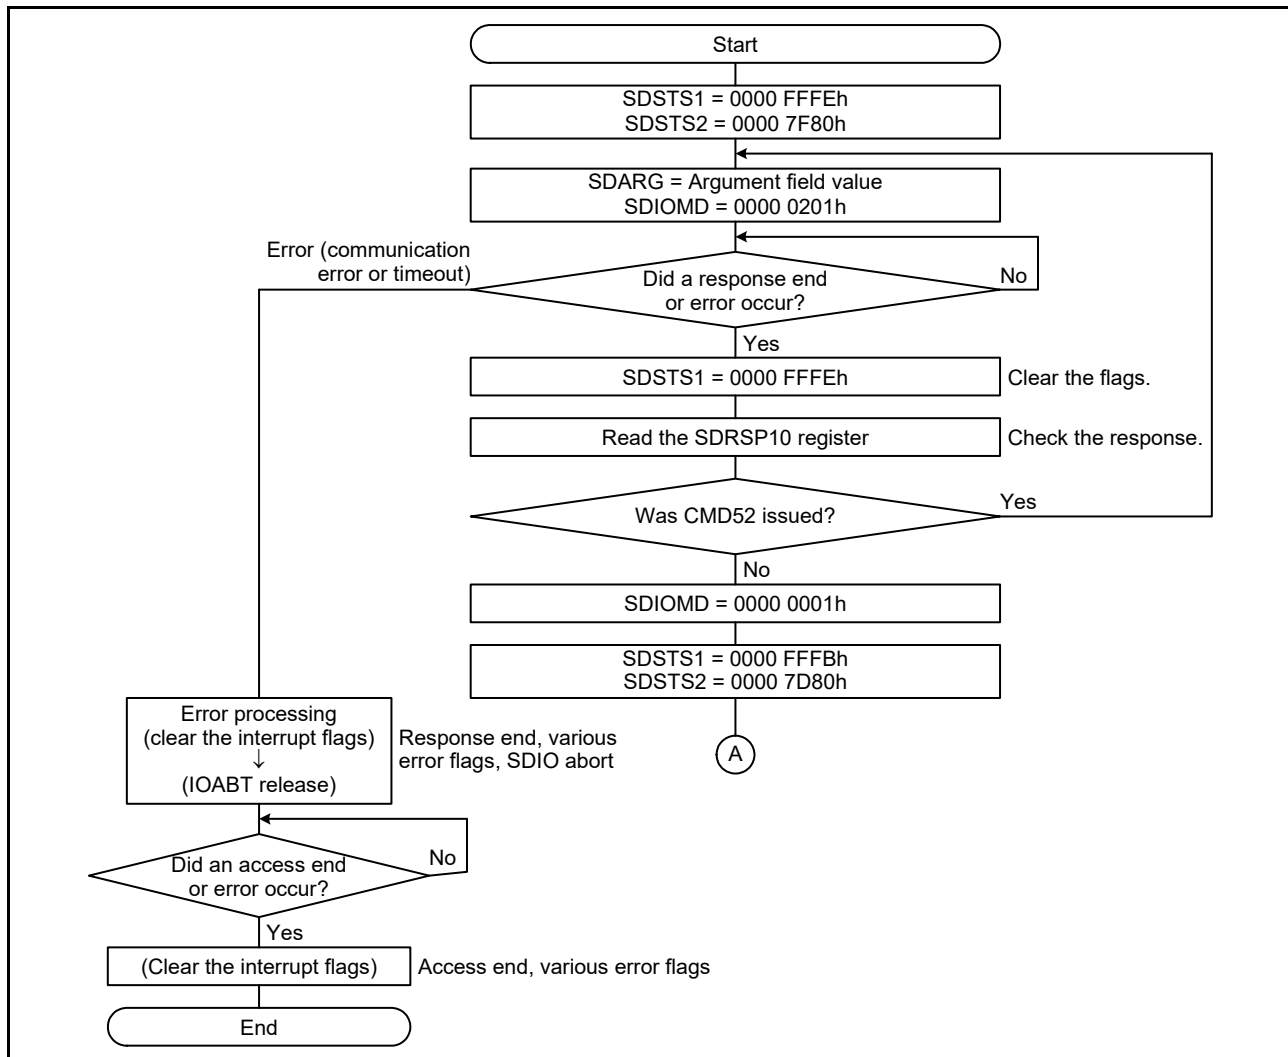 Start
SDSTS1 = 0000 FFFEh
SDSTS2 = 0000 7F80h
SDARG = Argument field value
SDIOMD = 0000 0201h
Error (communication
error or timeout)
Did a response end
or error occur?
No
Yes
SDSTS1 = 0000 FFFEh
Clear the flags.
Read the SDRSP10 register
Check the response.
Was CMD52 issued?
Yes
No
SDIOMD = 0000 0001h
SDSTS1 = 0000 FFFBh
SDSTS2 = 0000 7D80h
A
Error processing
(clear the interrupt flags)
↓
(IOABT release)
Response end, various
error flags, SDIO abort
Did an access end
or error occur?
No
Yes
(Clear the interrupt flags)
Access end, various error flags
End